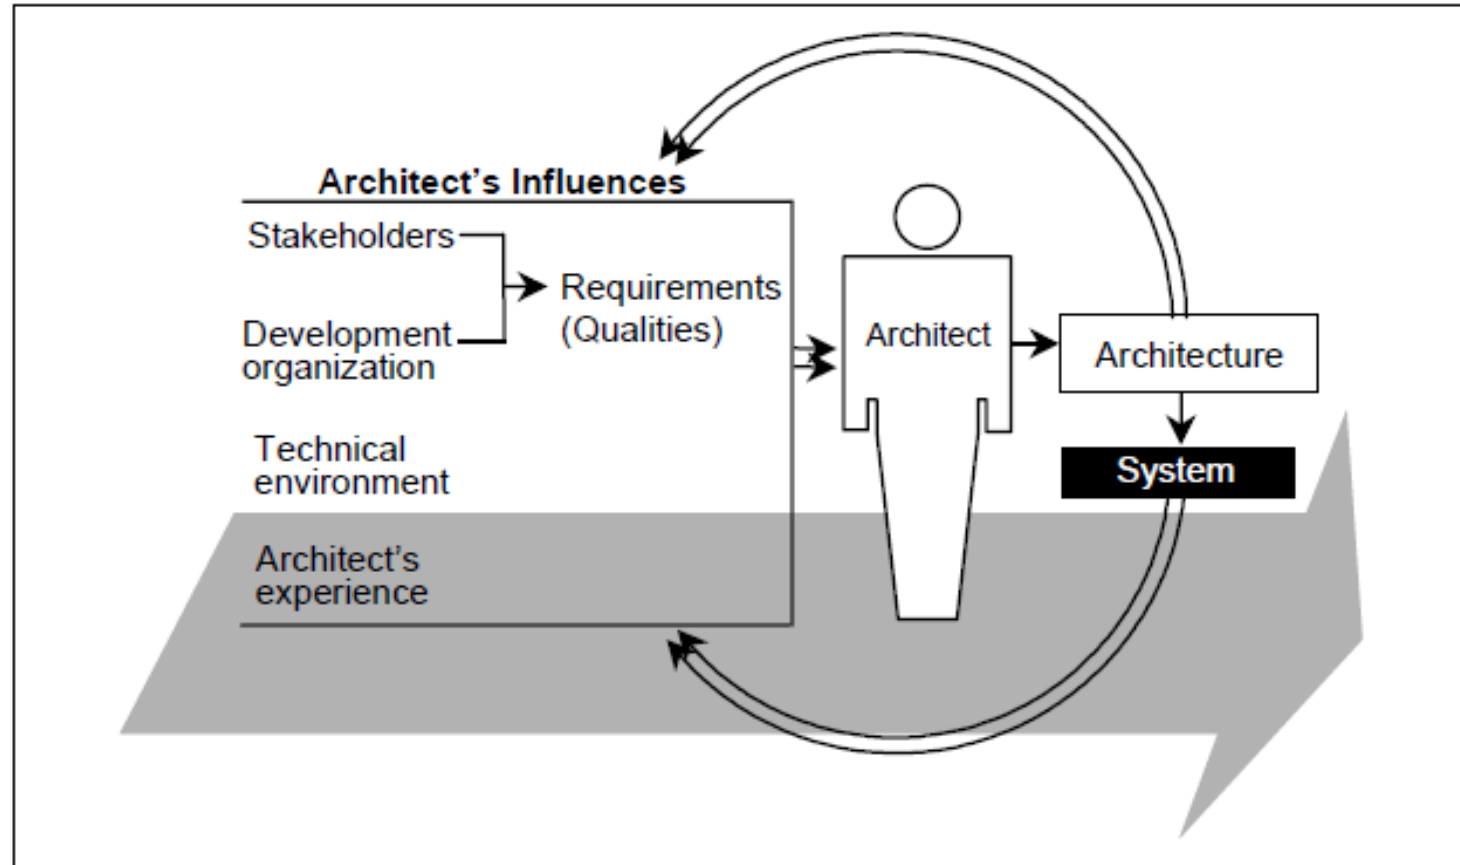 Architect’s Influences
Stakeholders
Requirements
(Qualities)
Development
organization
Technical
environment
Architect’s
experience
Architect
Architecture
System